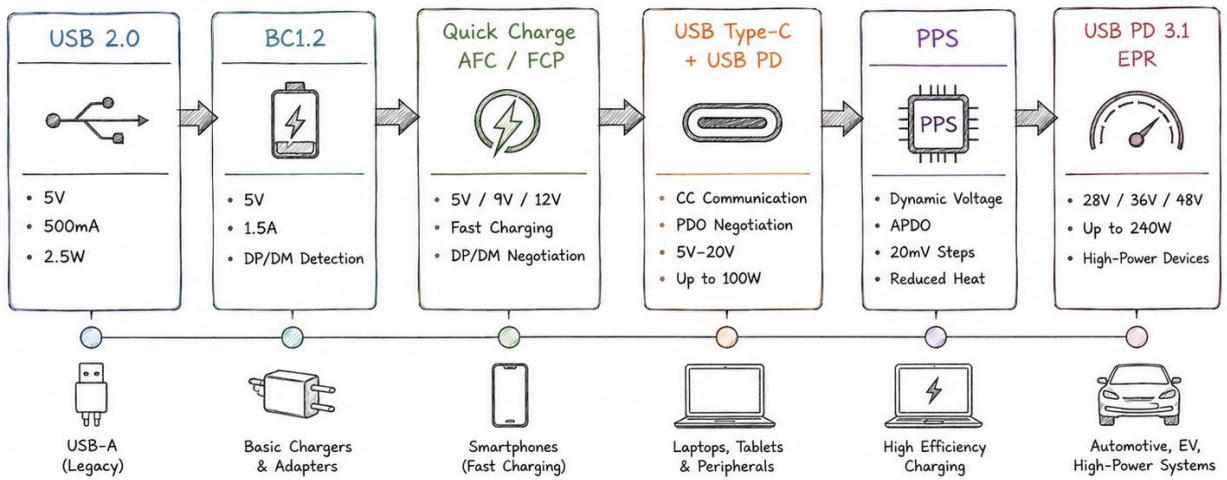 USB 2.0
• 5V
• 500mA
• 2.5W
BC1.2
• 5V
• 1.5A
• DP/DM Detection
Quick Charge
AFC / FCP
• 5V / 9V / 12V
• Fast Charging
• DP/DM Negotiation
USB Type-C
+ USB PD
• CC Communication
• PDO Negotiation
• 5V–20V
• Up to 100W
PPS
PPS
• Dynamic Voltage
• APDO
• 20mV Steps
• Reduced Heat
USB PD 3.1
EPR
• 28V / 36V / 48V
• Up to 240W
• High-Power Devices
USB-A
(Legacy)
Basic Chargers
& Adapters
Smartphones
(Fast Charging)
Laptops, Tablets
& Peripherals
High Efficiency
Charging
Automotive, EV,
High-Power Systems